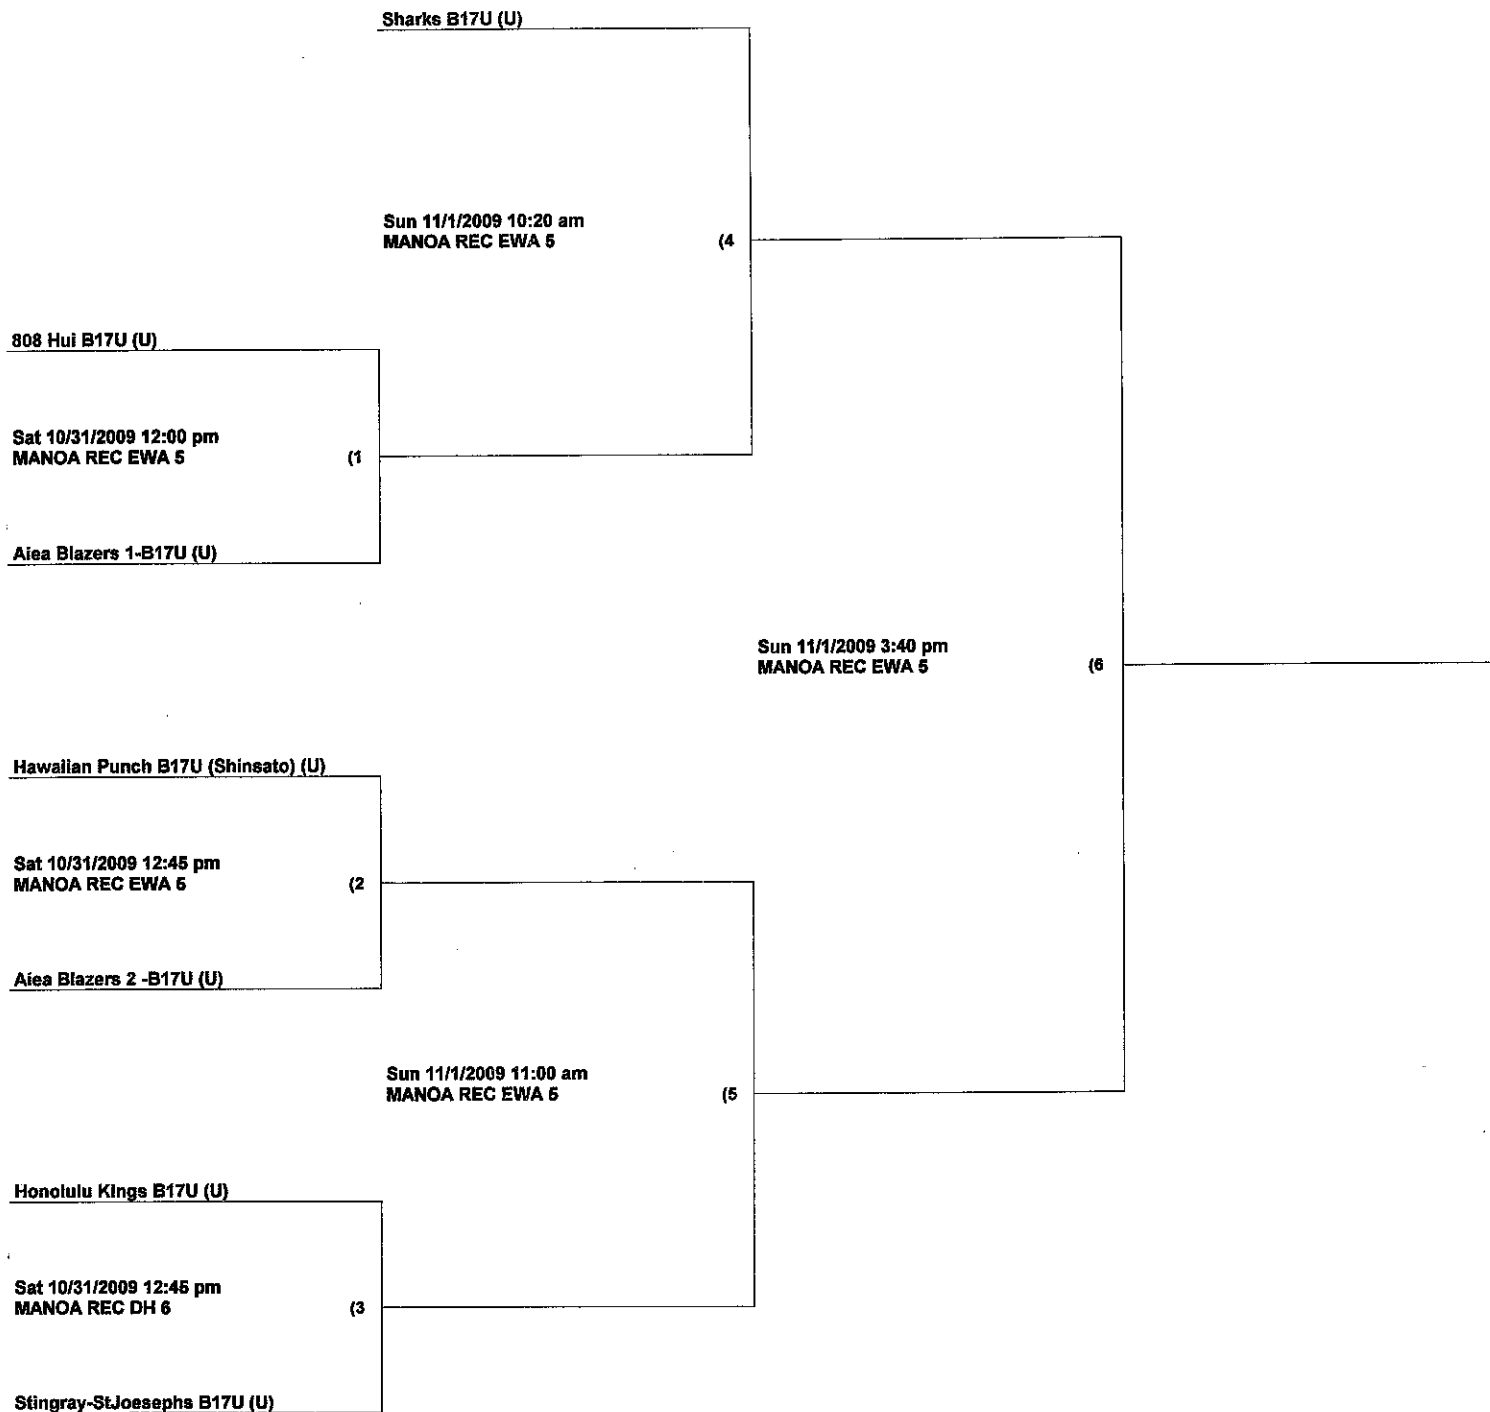 Sharks B17U (U)
Sun 11/1/2009 10:20 am
MANOA REC EWA 5
(4
808 Hui B17U (U)
Sat 10/31/2009 12:00 pm
MANOA REC EWA 5
(1
Aiea Blazers 1-B17U (U)
Sun 11/1/2009 3:40 pm
MANOA REC EWA 5
(6
Hawaiian Punch B17U (Shinsato) (U)
Sat 10/31/2009 12:45 pm
MANOA REC EWA 5
(2
Aiea Blazers 2 -B17U (U)
Sun 11/1/2009 11:00 am
MANOA REC EWA 5
(5
Honolulu Kings B17U (U)
Sat 10/31/2009 12:45 pm
MANOA REC DH 6
(3
Stingray-StJoesephs B17U (U)